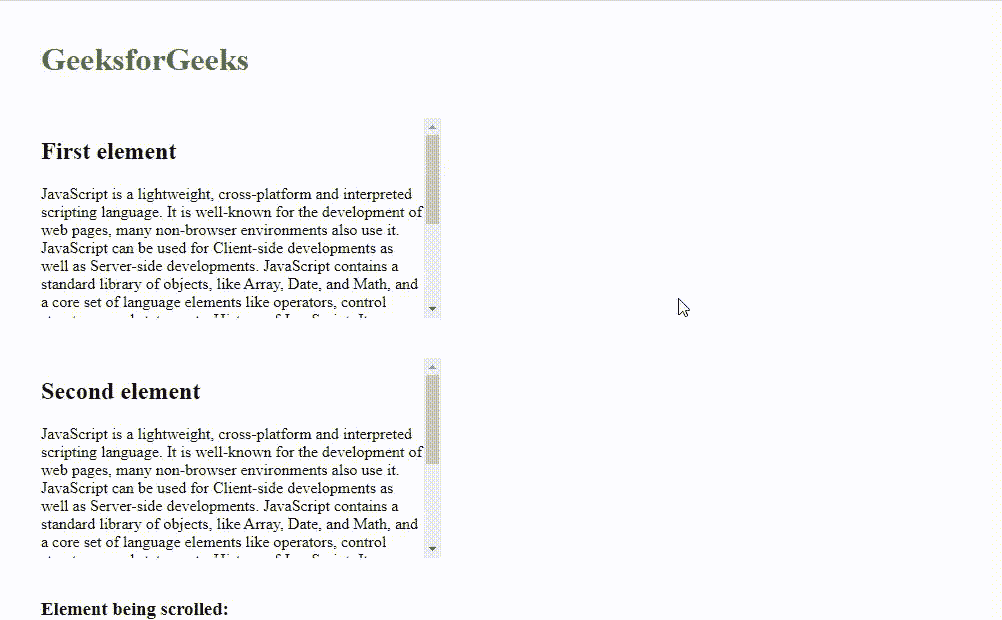 GeeksforGeeks
First element
JavaScript is a lightweight, cross-platform and interpreted
scripting language. It is well-known for the development of
web pages, many non-browser environments also use it.
JavaScript can be used for Client-side developments as
well as Server-side developments. JavaScript contains a
standard library of objects, like Array, Date, and Math, and
a core set of language elements like operators, control
Second element
JavaScript is a lightweight, cross-platform and interpreted
scripting language. It is well-known for the development of
web pages, many non-browser environments also use it.
JavaScript can be used for Client-side developments as
well as Server-side developments. JavaScript contains a
standard library of objects, like Array, Date, and Math, and
a core set of language elements like operators, control
Element being scrolled: